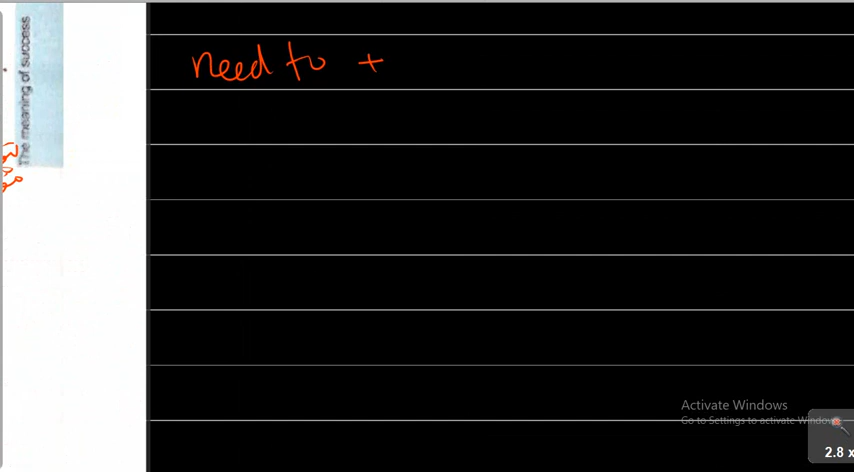 The meaning of success
need to +
Activate Windows
Go to Settings to activate Windows
2.8 x